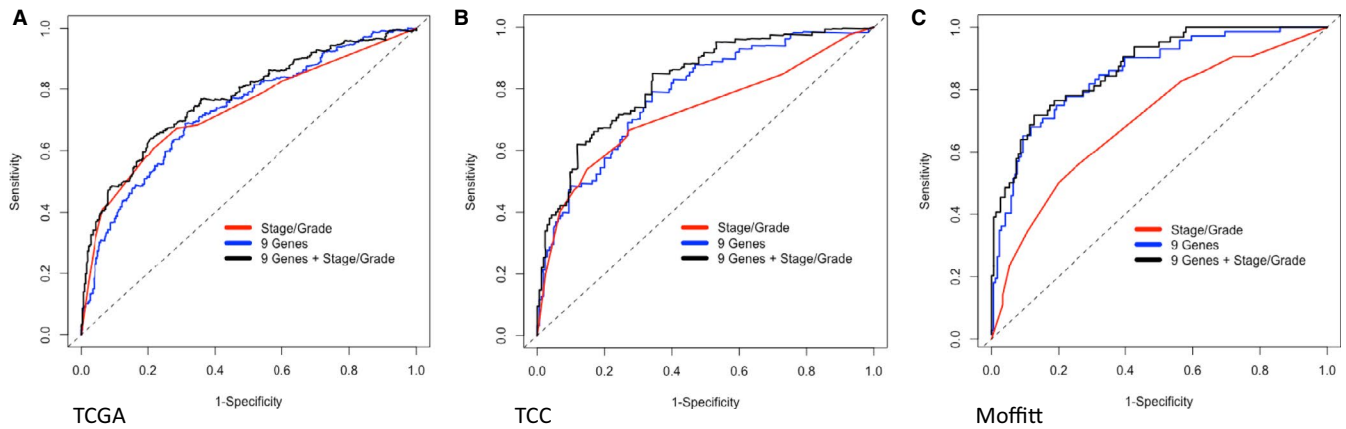 A
Sensitivity
1.0
0.8
0.6
0.4
0.2
0.0
Stage/Grade
9 Genes
9 Genes + Stage/Grade
0.0 0.2 0.4 0.6 0.8 1.0
1-Specificity
TCGA
B
Sensitivity
1.0
0.8
0.6
0.4
0.2
0.0
Stage/Grade
9 Genes
9 Genes + Stage/Grade
0.0 0.2 0.4 0.6 0.8 1.0
1-Specificity
TCC
C
Sensitivity
1.0
0.8
0.6
0.4
0.2
0.0
Stage/Grade
9 Genes
9 Genes + Stage/Grade
0.0 0.2 0.4 0.6 0.8 1.0
1-Specificity
Moffitt